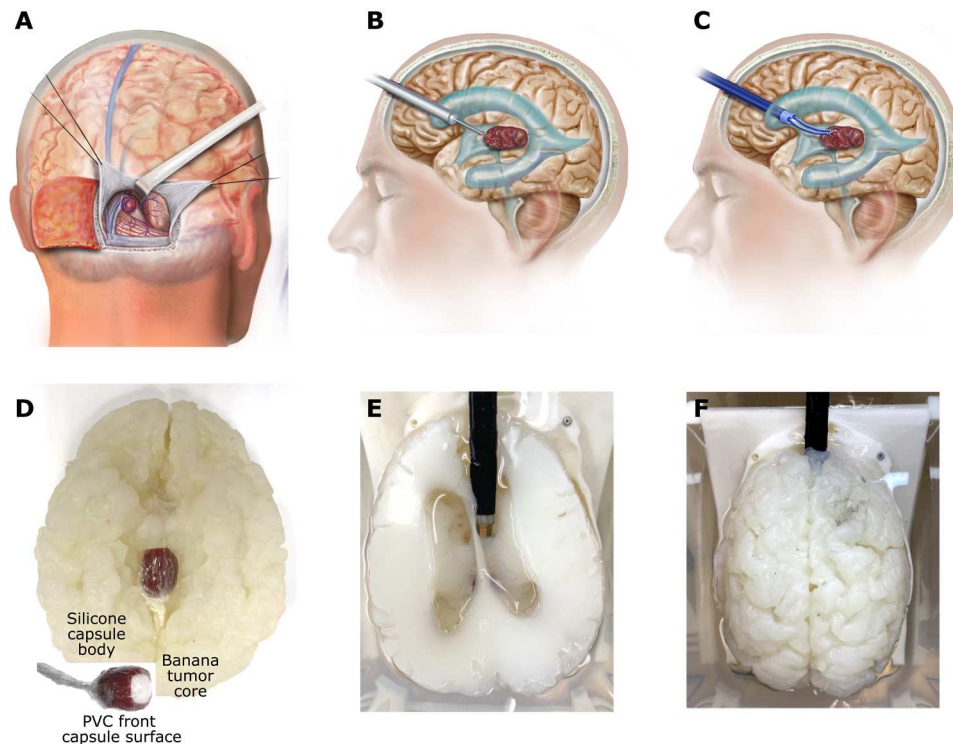 A
B
C
D
E
F
Silicone
capsule
body
Banana
tumor
core
PVC front
capsule surface